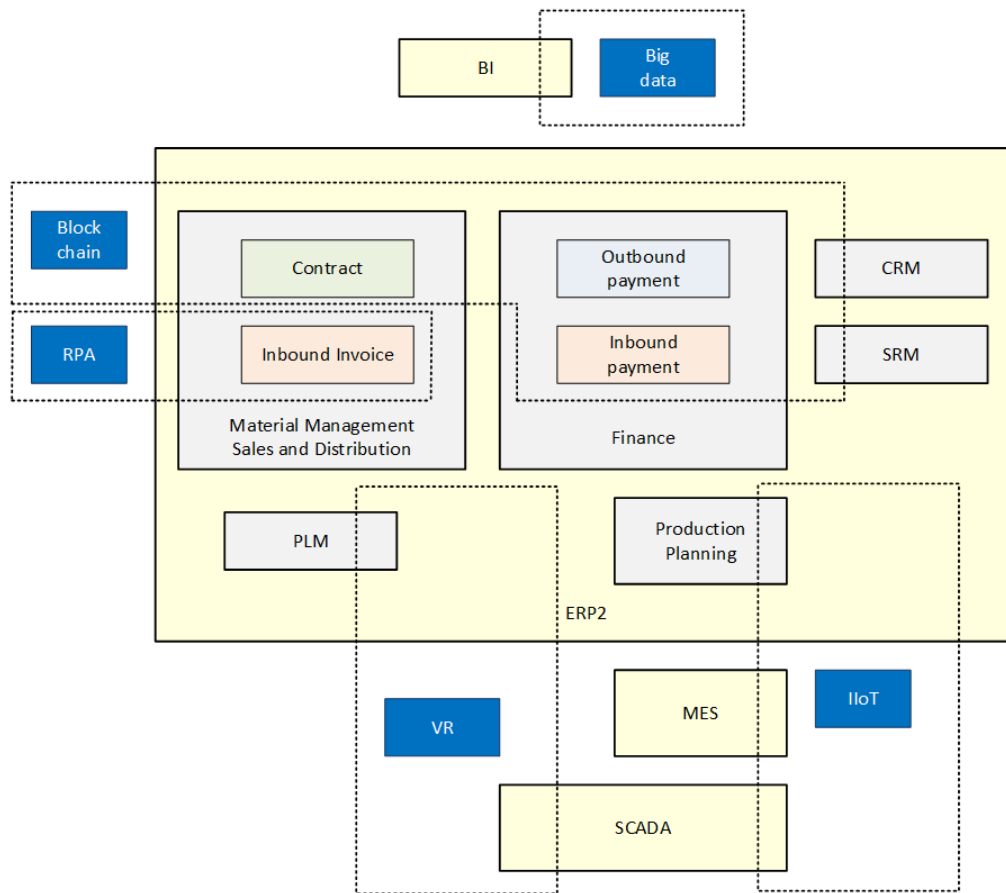 BI
Big
data
Block
chain
Contract
Outbound
payment
CRM
RPA
Inbound Invoice
Inbound
payment
SRM
Material Management
Sales and Distribution
Finance
PLM
Production
Planning
ERP2
VR
MES
IIoT
SCADA